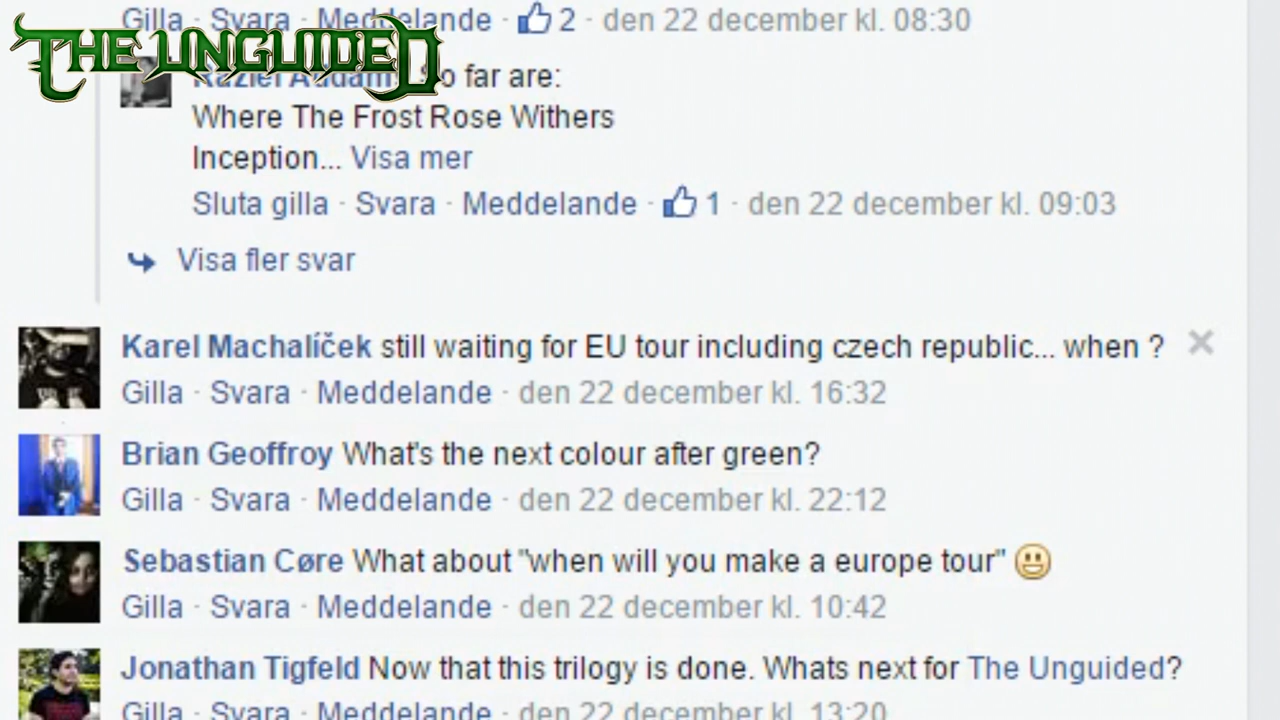 Gilla · Svara · Meddelande · 2 · den 22 december kl. 08:30
THE UNGUIDED
Raziel So far are:
Where The Frost Rose Withers
Inception... Visa mer
Sluta gilla · Svara · Meddelande · 1 · den 22 december kl. 09:03
Visa fler svar
Karel Machalíček still waiting for EU tour including czech republic... when ?
Gilla · Svara · Meddelande · den 22 december kl. 16:32
Brian Geoffroy What's the next colour after green?
Gilla · Svara · Meddelande · den 22 december kl. 22:12
Sebastian Cøre What about "when will you make a europe tour"
Gilla · Svara · Meddelande · den 22 december kl. 10:42
Jonathan Tigfeld Now that this trilogy is done. Whats next for The Unguided?
Gilla · Svara · Meddelande · den 22 december kl. 13:20